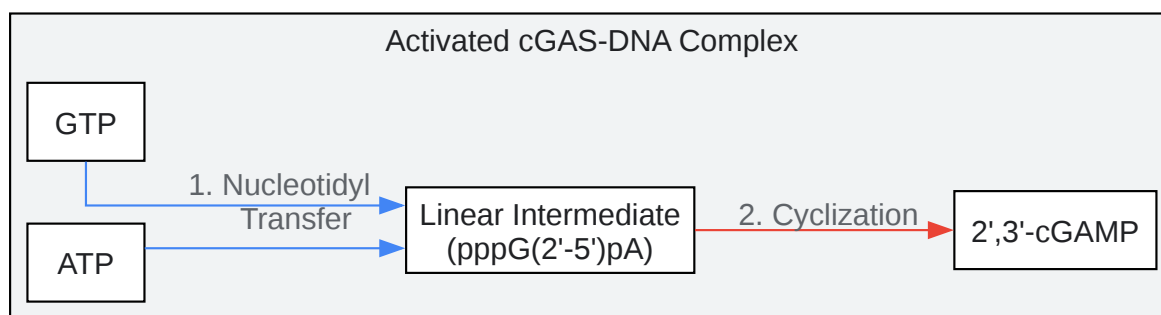 Activated cGAS-DNA Complex
GTP
1. Nucleotidyl
Transfer
ATP
Linear Intermediate
(pppG(2'-5')pA)
2. Cyclization
2',3'-cGAMP